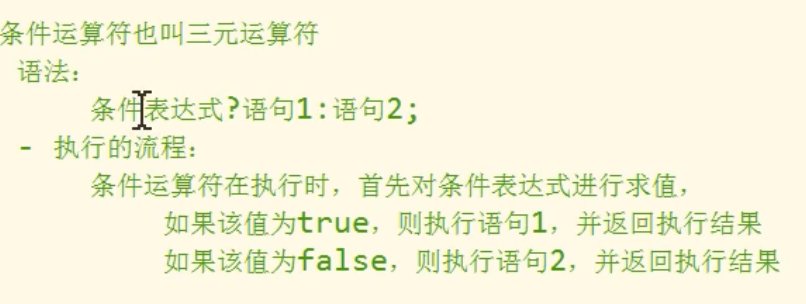 条件运算符也叫三元运算符
语法：
条件表达式?语句1:语句2;
- 执行的流程：
条件运算符在执行时，首先对条件表达式进行求值，
如果该值为true，则执行语句1，并返回执行结果
如果该值为false，则执行语句2，并返回执行结果